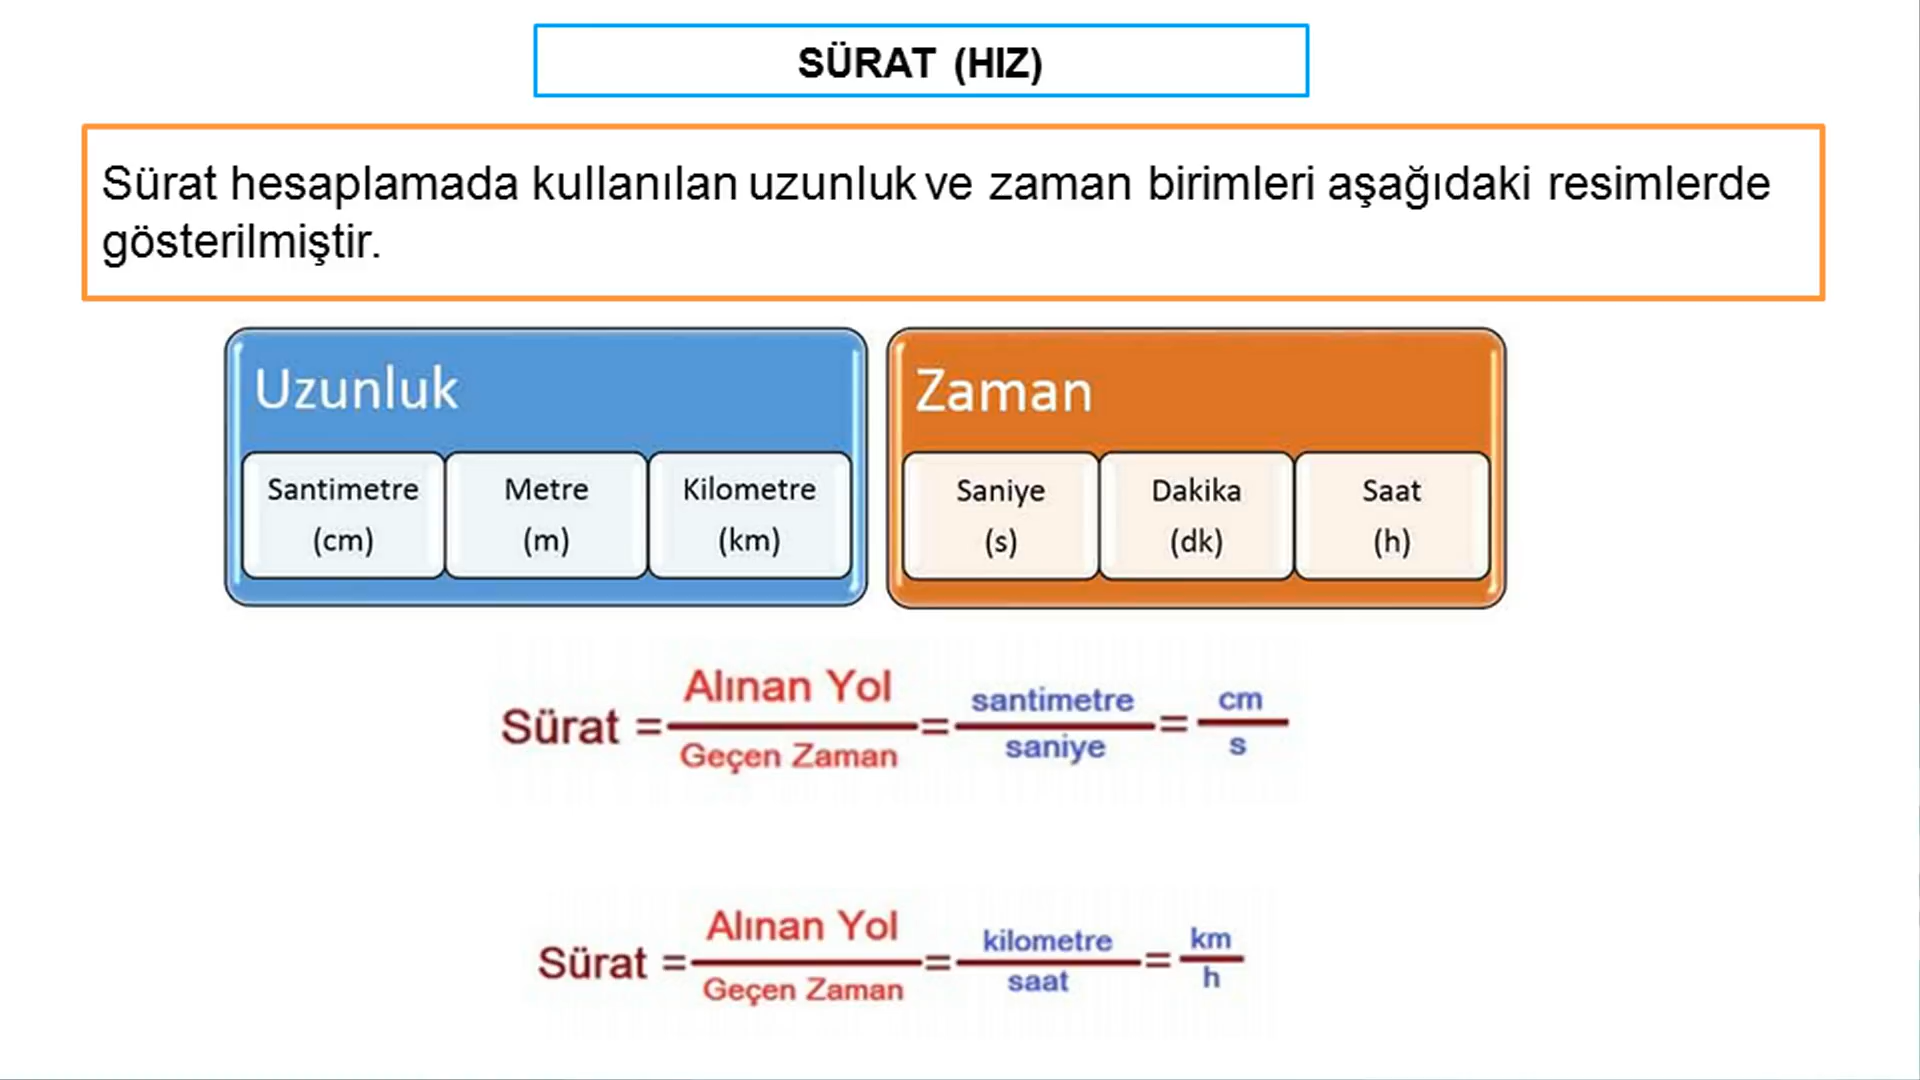 SÜRAT (HIZ)
Sürat hesaplamada kullanılan uzunluk ve zaman birimleri aşağıdaki resimlerde
gösterilmiştir.
Uzunluk
Santimetre
(cm)
Metre
(m)
Kilometre
(km)
Zaman
Saniye
(s)
Dakika
(dk)
Saat
(h)
Sürat = Alınan Yol / Geçen Zaman = santimetre / saniye = cm / s
Sürat = Alınan Yol / Geçen Zaman = kilometre / saat = km / h